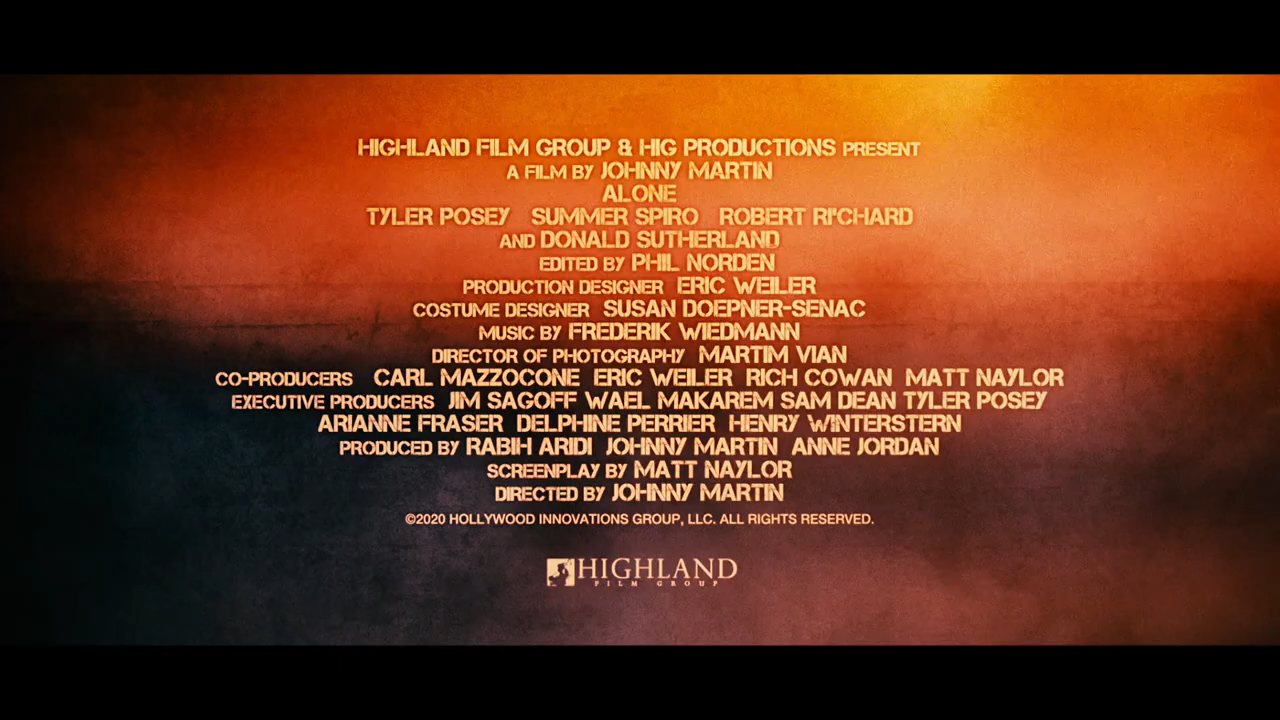 HIGHLAND FILM GROUP & HIG PRODUCTIONS PRESENT
A FILM BY JOHNNY MARTIN
ALONE
TYLER POSEY SUMMER SPIRO ROBERT RI'CHARD
AND DONALD SUTHERLAND
EDITED BY PHIL NORDEN
PRODUCTION DESIGNER ERIC WEILER
COSTUME DESIGNER SUSAN DOEPNER-SENAC
MUSIC BY FREDERIK WIEDMANN
DIRECTOR OF PHOTOGRAPHY MARTIM VIAN
CO-PRODUCERS CARL MAZZOCONE ERIC WEILER RICH COWAN MATT NAYLOR
EXECUTIVE PRODUCERS JIM SAGOFF WAEL MAKAREM SAM DEAN TYLER POSEY
ARIANNE FRASER DELPHINE PERRIER HENRY WINTERSTERN
PRODUCED BY RABIH ARIDI JOHNNY MARTIN ANNE JORDAN
SCREENPLAY BY MATT NAYLOR
DIRECTED BY JOHNNY MARTIN
©2020 HOLLYWOOD INNOVATIONS GROUP, LLC. ALL RIGHTS RESERVED.
HIGHLAND
FILM GROUP